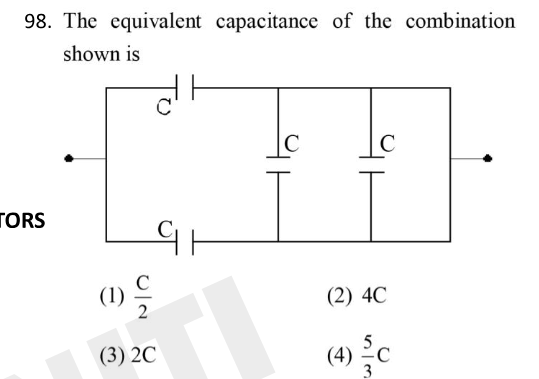 98. The equivalent capacitance of the combination
shown is
C
C
C
TORS
C
(1) C/2
(2) 4C
(3) 2C
(4) 5/3 C